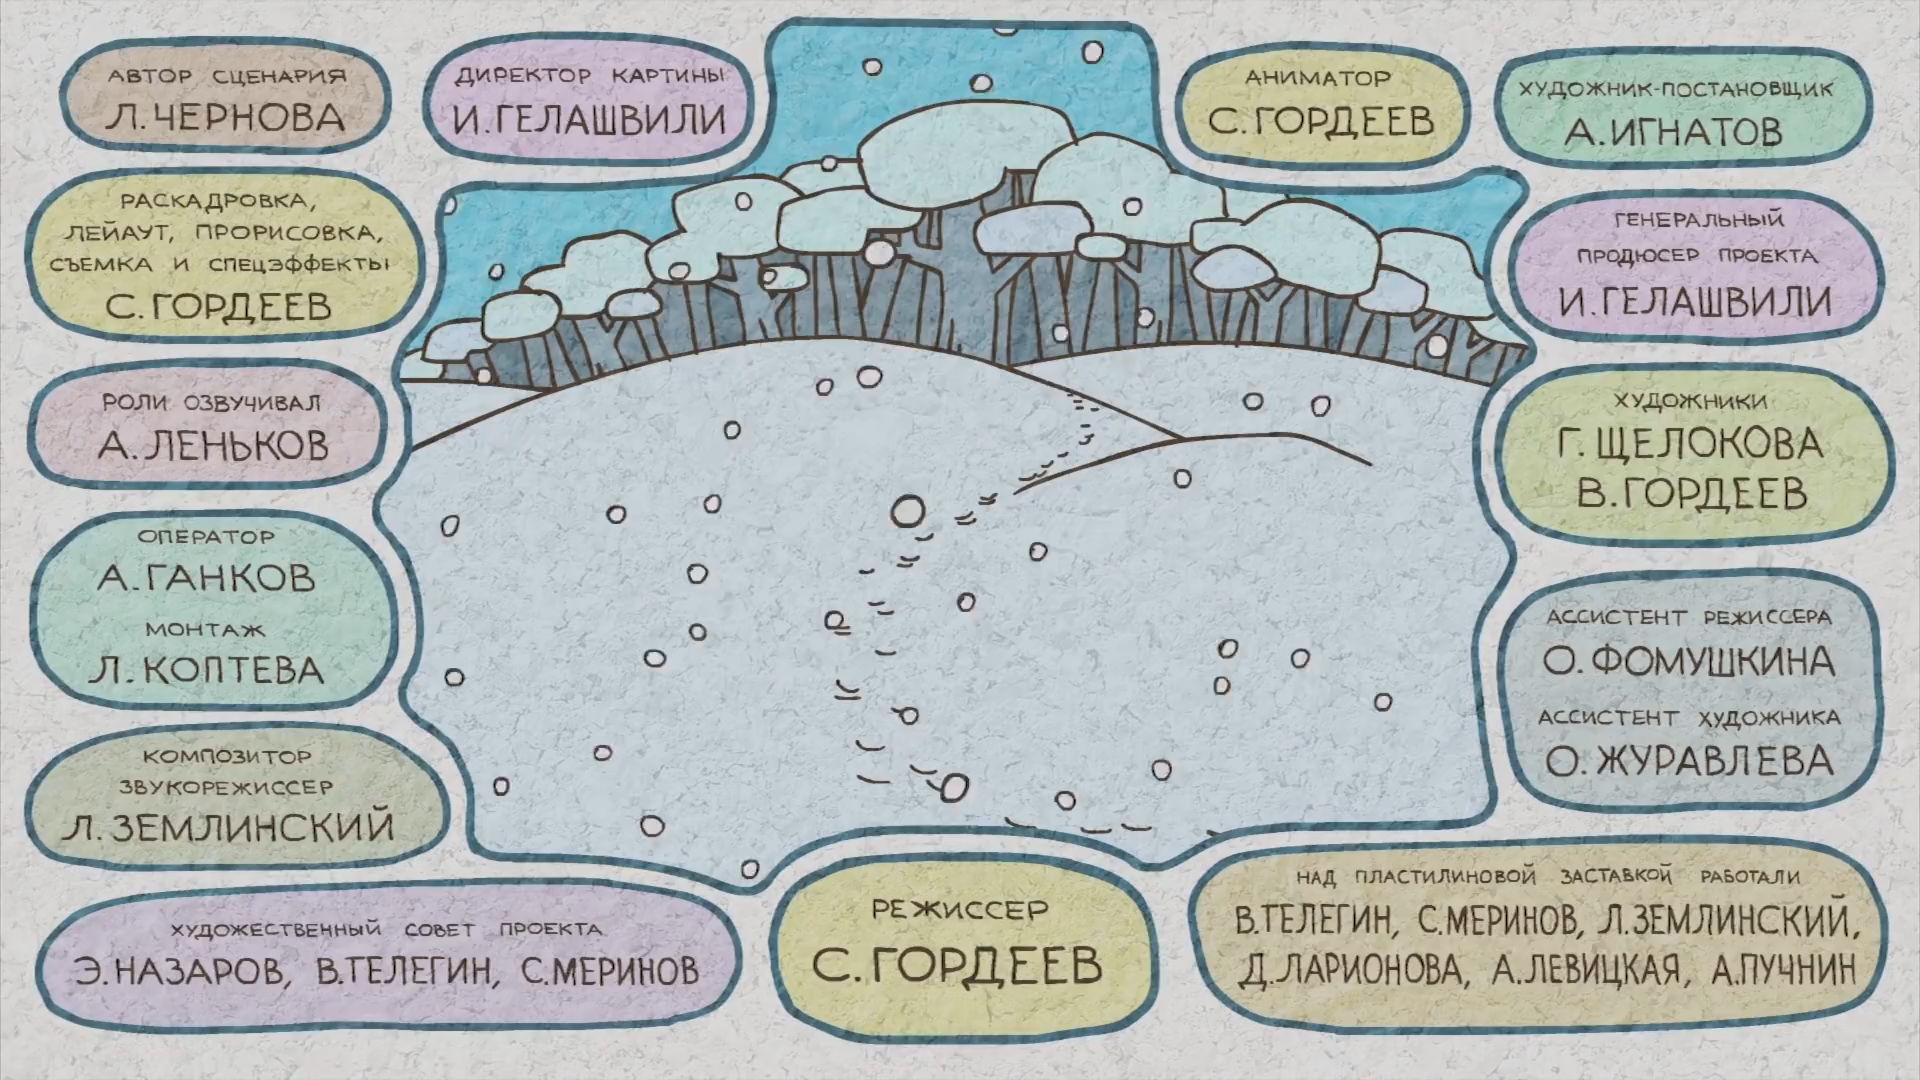 АВТОР СЦЕНАРИЯ
Л. ЧЕРНОВА
ДИРЕКТОР КАРТИНЫ
И. ГЕЛАШВИЛИ
АНИМАТОР
С. ГОРДЕЕВ
ХУДОЖНИК-ПОСТАНОВЩИК
А. ИГНАТОВ
РАСКАДРОВКА,
ЛЕЙАУТ, ПРОРИСОВКА,
СЪЕМКА И СПЕЦЭФФЕКТЫ
С. ГОРДЕЕВ
ГЕНЕРАЛЬНЫЙ
ПРОДЮСЕР ПРОЕКТА
И. ГЕЛАШВИЛИ
РОЛИ ОЗВУЧИВАЛ
А. ЛЕНЬКОВ
ХУДОЖНИКИ
Г. ЩЕЛОКОВА
В. ГОРДЕЕВ
ОПЕРАТОР
А. ГАНКОВ
МОНТАЖ
Л. КОПТЕВА
АССИСТЕНТ РЕЖИССЕРА
О. ФОМУШКИНА
АССИСТЕНТ ХУДОЖНИКА
О. ЖУРАВЛЕВА
КОМПОЗИТОР
ЗВУКОРЕЖИССЕР
Л. ЗЕМЛИНСКИЙ
ХУДОЖЕСТВЕННЫЙ СОВЕТ ПРОЕКТА
Э. НАЗАРОВ, В. ТЕЛЕГИН, С. МЕРИНОВ
РЕЖИССЕР
С. ГОРДЕЕВ
НАД ПЛАСТИЛИНОВОЙ ЗАСТАВКОЙ РАБОТАЛИ
В. ТЕЛЕГИН, С. МЕРИНОВ, Л. ЗЕМЛИНСКИЙ,
Д. ЛАРИОНОВА, А. ЛЕВИЦКАЯ, А. ПУЧНИН